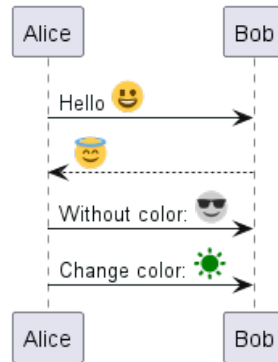 Alice Bob
Hello 😃
😇
Without color: 😎
Change color: ☀
Alice Bob